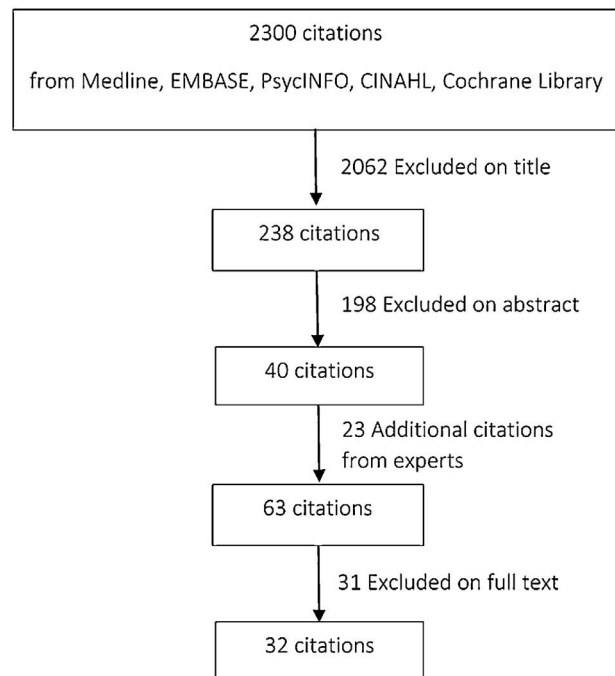 2300 citations
from Medline, EMBASE, PsycINFO, CINAHL, Cochrane Library
2062 Excluded on title
238 citations
198 Excluded on abstract
40 citations
23 Additional citations
from experts
63 citations
31 Excluded on full text
32 citations